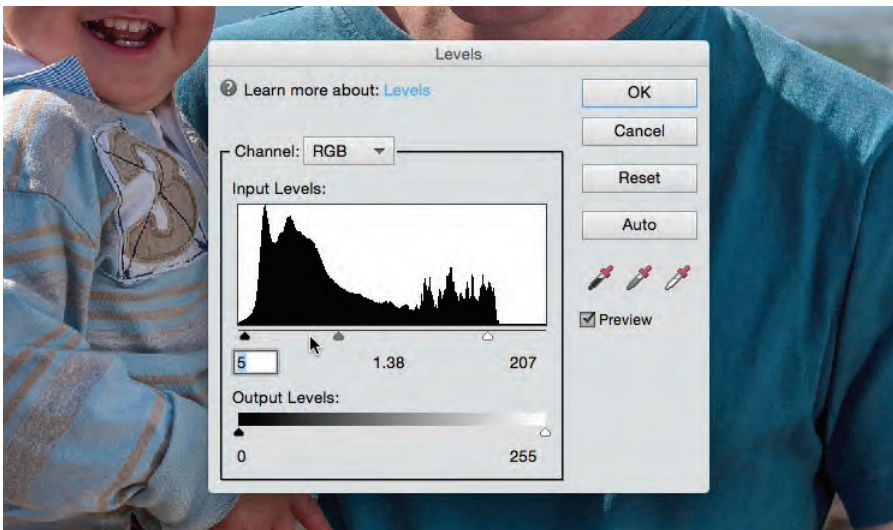 Levels
Learn more about: Levels
OK
Cancel
Reset
Auto
Preview
Channel: RGB
Input Levels:
5 1.38 207
Output Levels:
0 255
3